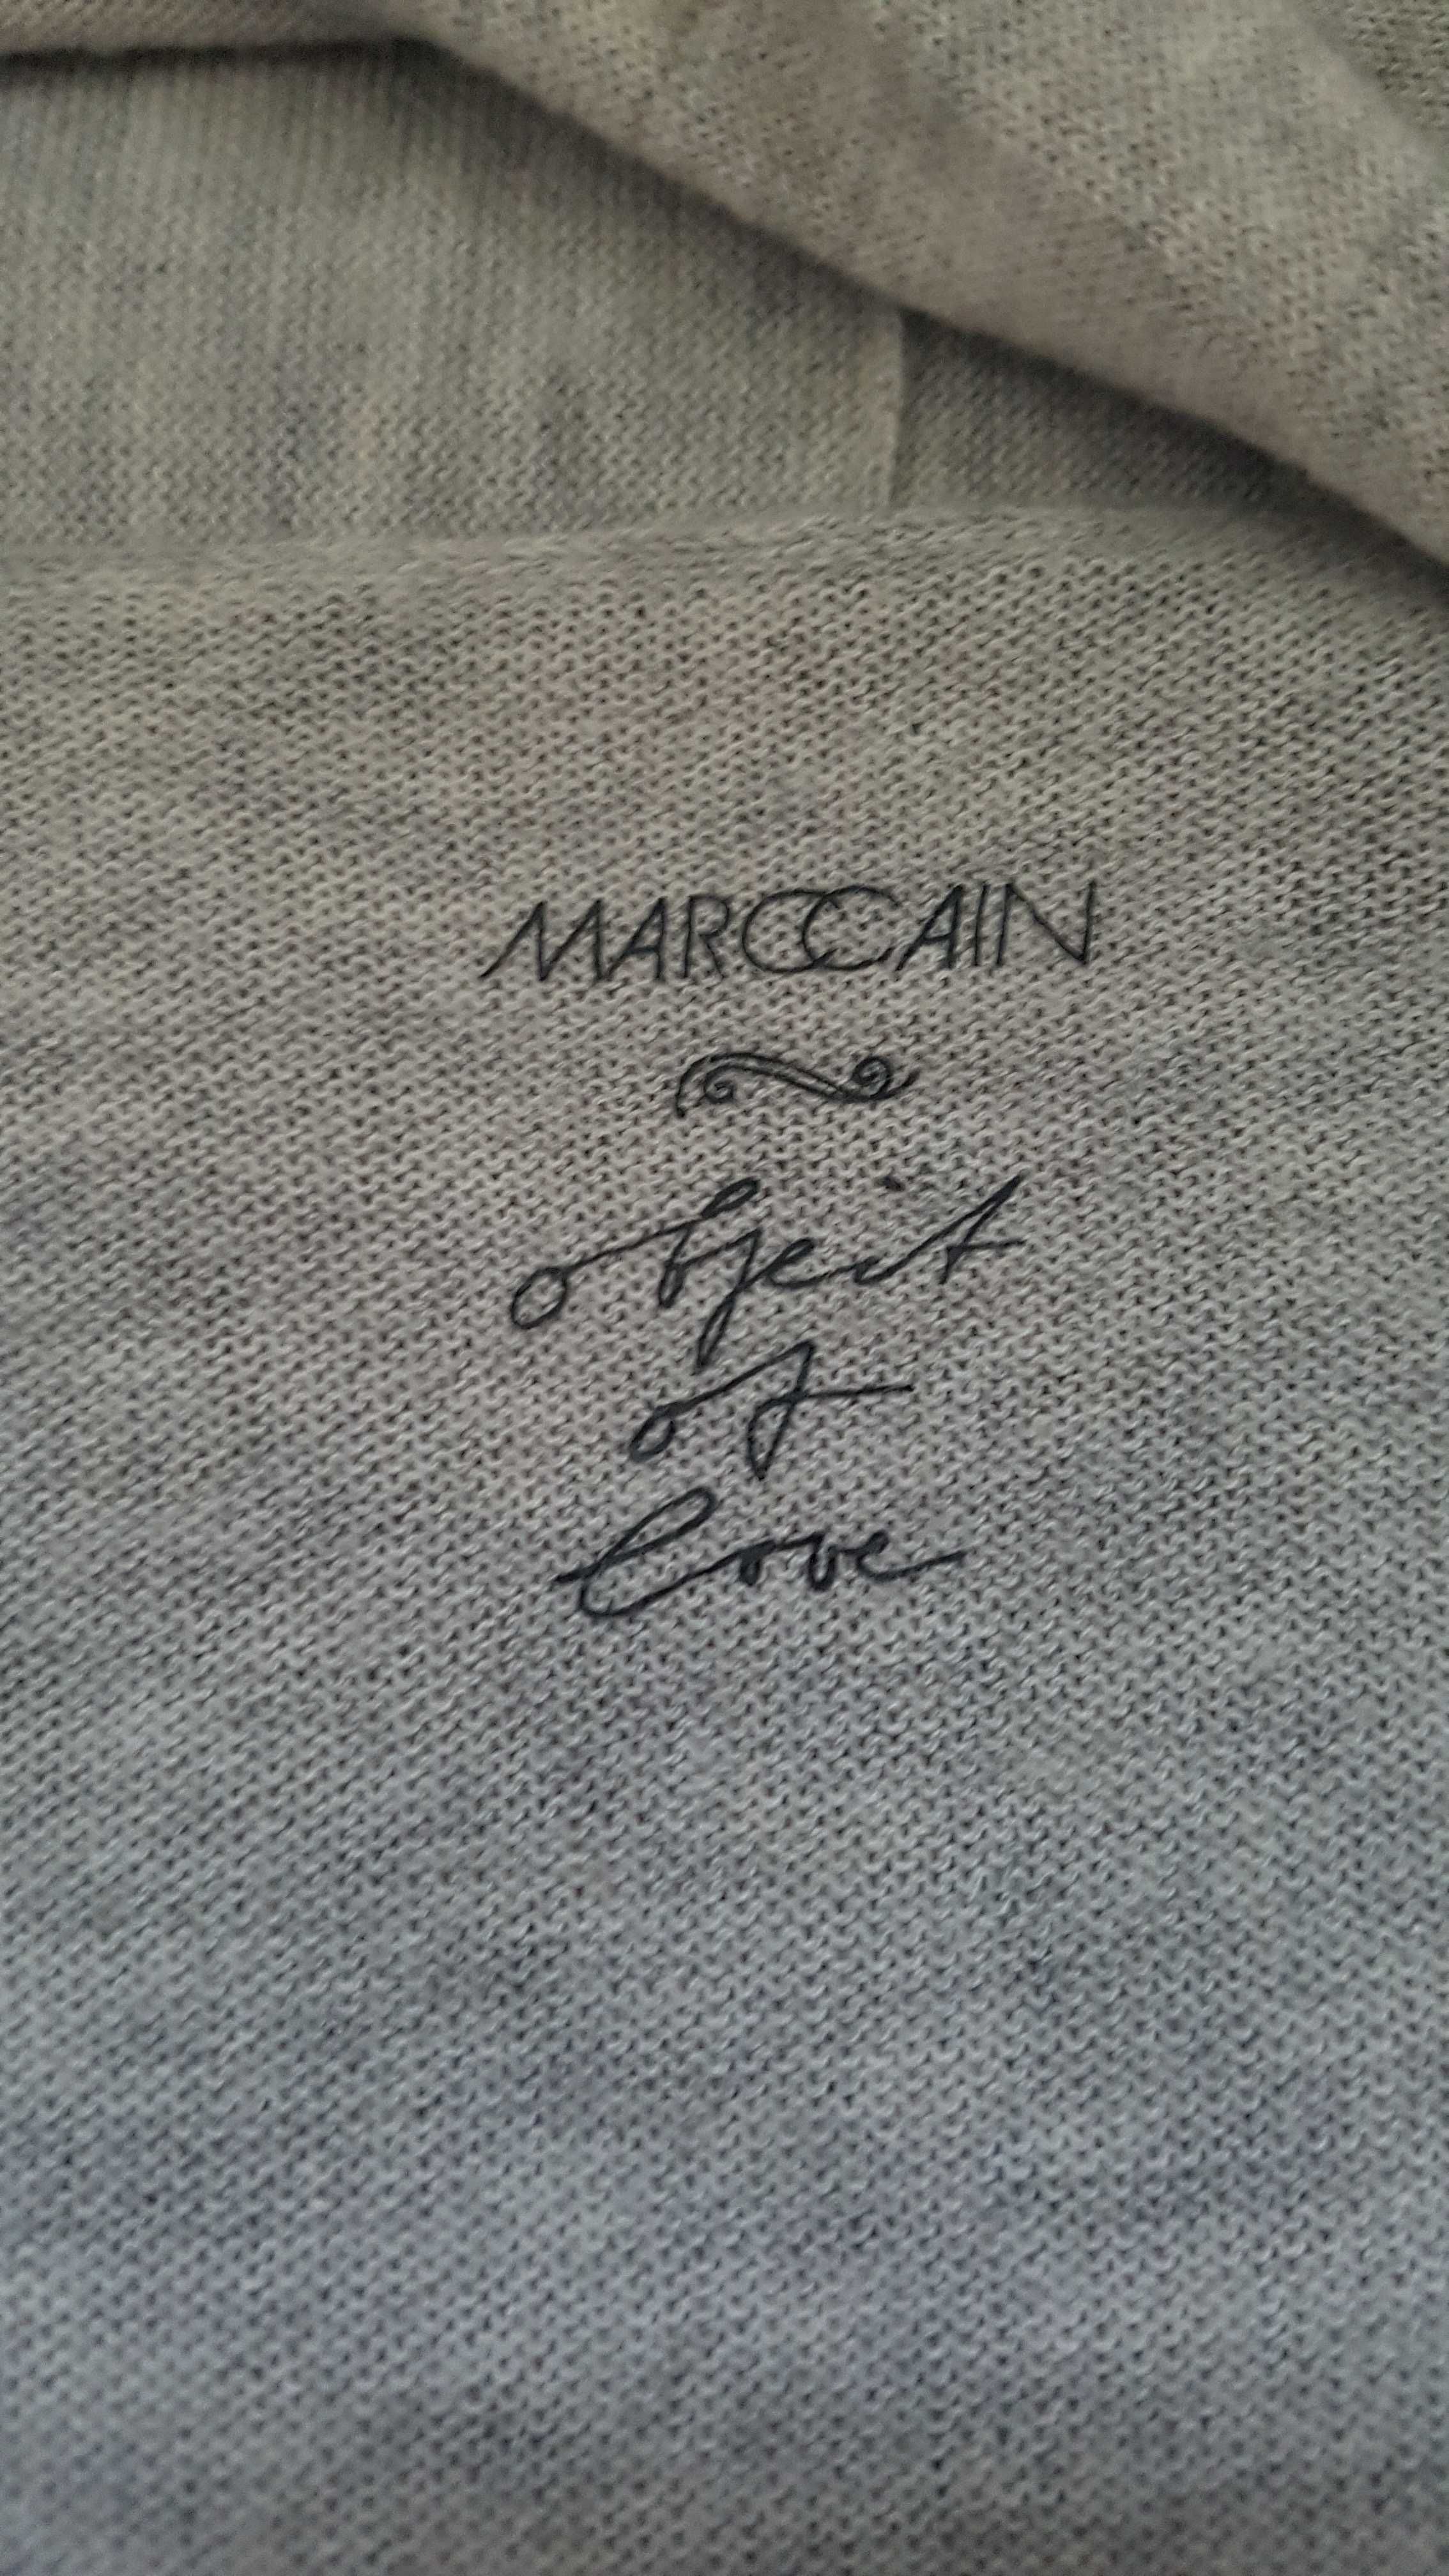 MARCCAIN
object
of
love